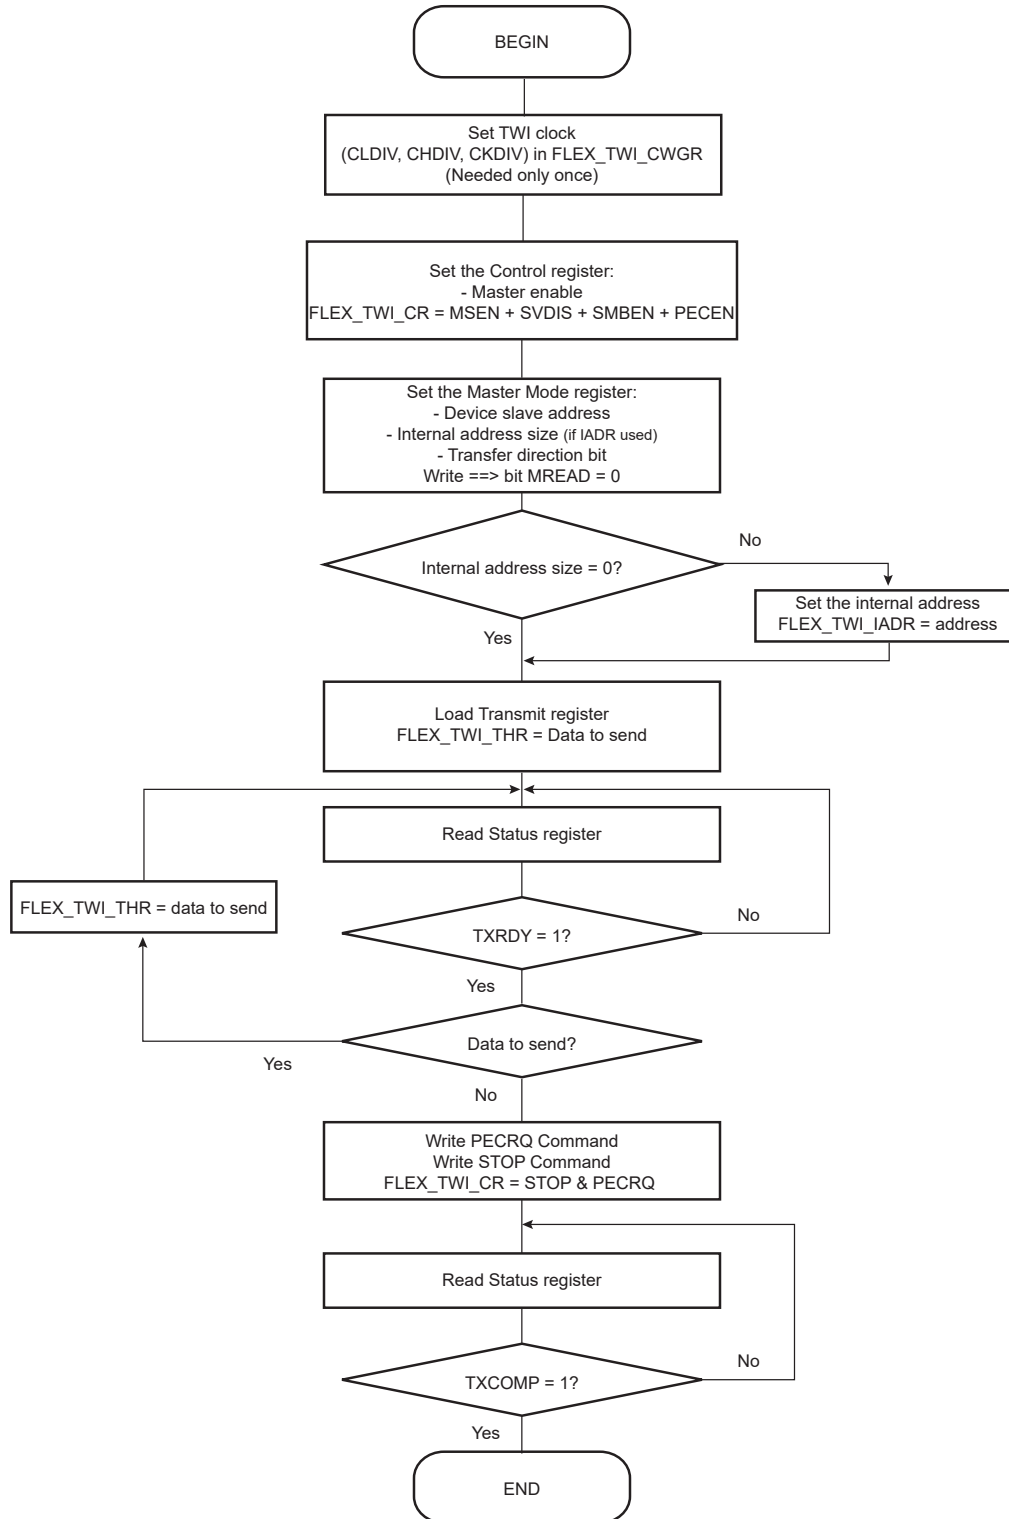 BEGIN
Set TWI clock
(CLDIV, CHDIV, CKDIV) in FLEX_TWI_CWGR
(Needed only once)
Set the Control register:
- Master enable
FLEX_TWI_CR = MSEN + SVDIS + SMBEN + PECEN
Set the Master Mode register:
- Device slave address
- Internal address size (if IADR used)
- Transfer direction bit
Write ==> bit MREAD = 0
Internal address size = 0?
No
Set the internal address
FLEX_TWI_IADR = address
Yes
Load Transmit register
FLEX_TWI_THR = Data to send
Read Status register
FLEX_TWI_THR = data to send
TXRDY = 1?
No
Yes
Data to send?
Yes
No
Write PECRQ Command
Write STOP Command
FLEX_TWI_CR = STOP & PECRQ
Read Status register
TXCOMP = 1?
No
Yes
END